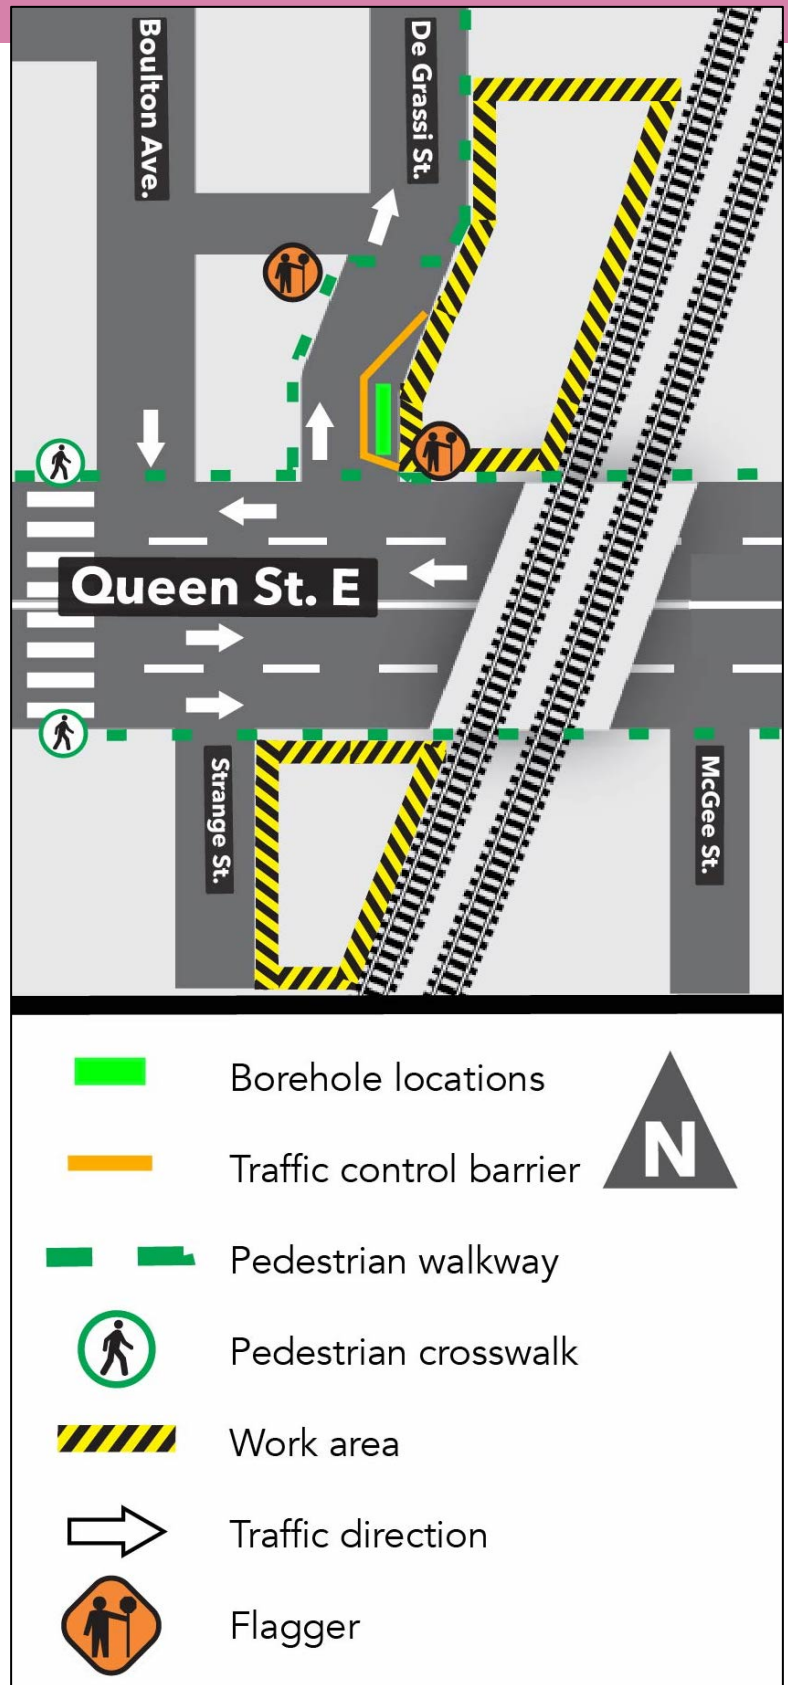 Boulton Ave.
De Grassi St.
Queen St. E
Strange St.
McGee St.
Borehole locations
N
Traffic control barrier
Pedestrian walkway
Pedestrian crosswalk
Work area
Traffic direction
Flagger